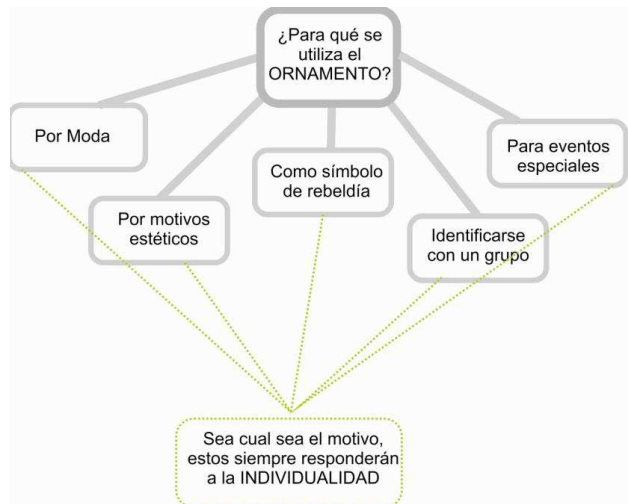 ¿Para qué se
utiliza el
ORNAMENTO?
Por Moda
Por motivos
estéticos
Como símbolo
de rebeldía
Identificarse
con un grupo
Para eventos
especiales
Sea cual sea el motivo,
estos siempre responderán
a la INDIVIDUALIDAD